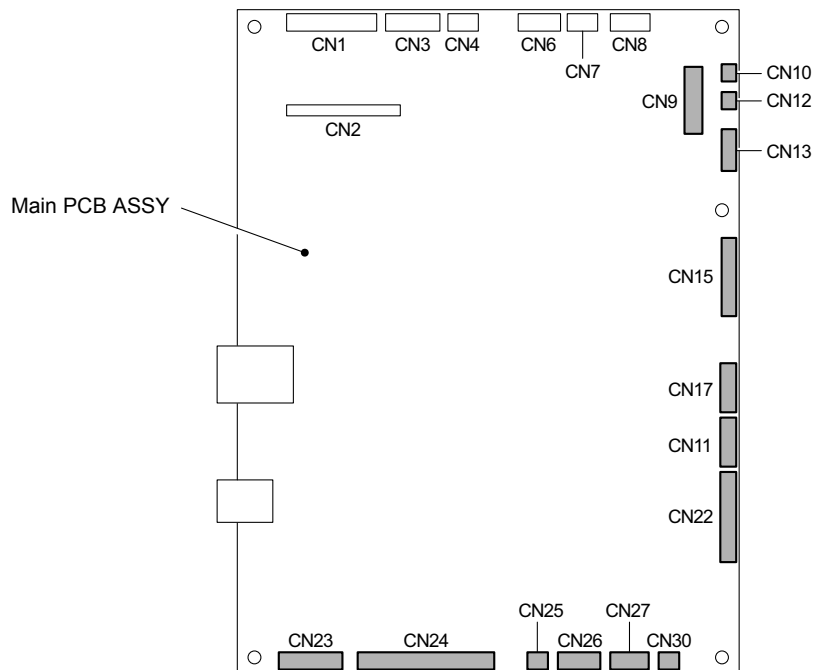 CN1 CN3 CN4 CN6 CN8
CN7
CN10
CN9
CN12
CN2
CN13
Main PCB ASSY
CN15
CN17
CN11
CN22
CN25 CN27
CN23 CN24 CN26 CN30